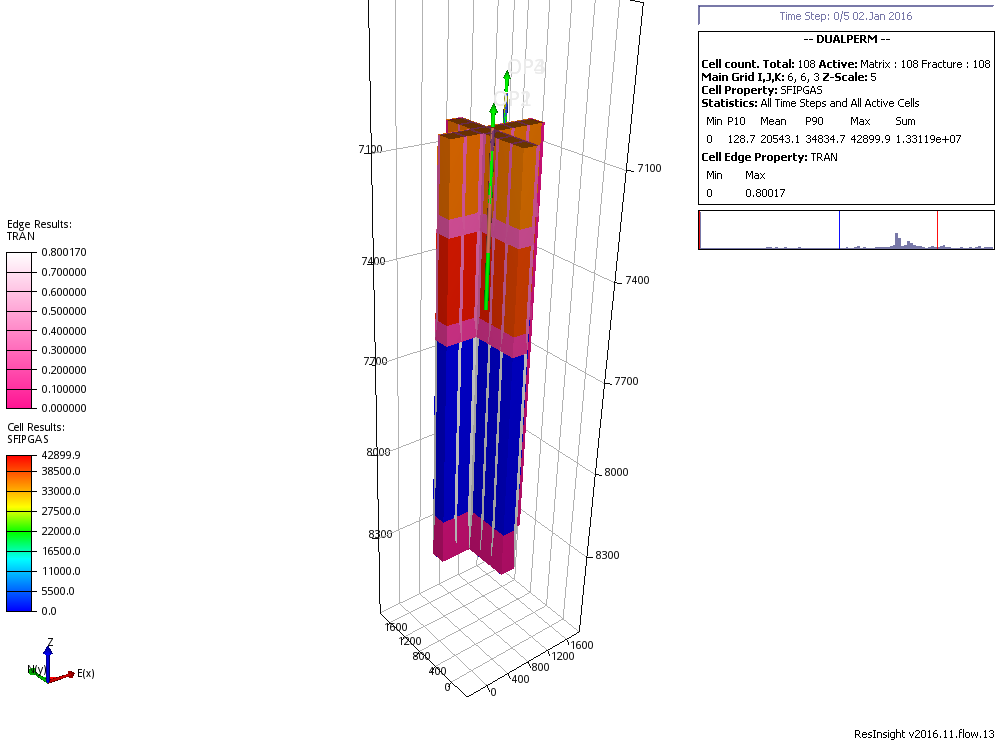 Time Step: 0/5 02.Jan 2016
-- DUALPERM --
Cell count. Total: 108 Active: Matrix : 108 Fracture : 108
Main Grid I,J,K: 6, 6, 3 Z-Scale: 5
Cell Property: SFIPGAS
Statistics: All Time Steps and All Active Cells
Min P10 Mean P90 Max Sum
0 128.7 20543.1 34834.7 42899.9 1.33119e+07
Cell Edge Property: TRAN
Min Max
0 0.80017
7100 7100
7400 7400
7700 7700
8000 8000
8300 8300
1600 1600
1200 1200
800 800
400 400
0 0
Edge Results:
TRAN
0.800170
0.700000
0.600000
0.500000
0.400000
0.300000
0.200000
0.100000
0.000000
Cell Results:
SFIPGAS
42899.9
38500.0
33000.0
27500.0
22000.0
16500.0
11000.0
5500.0
0.0
Z
N(y) E(x)
ResInsight v2016.11.flow.13